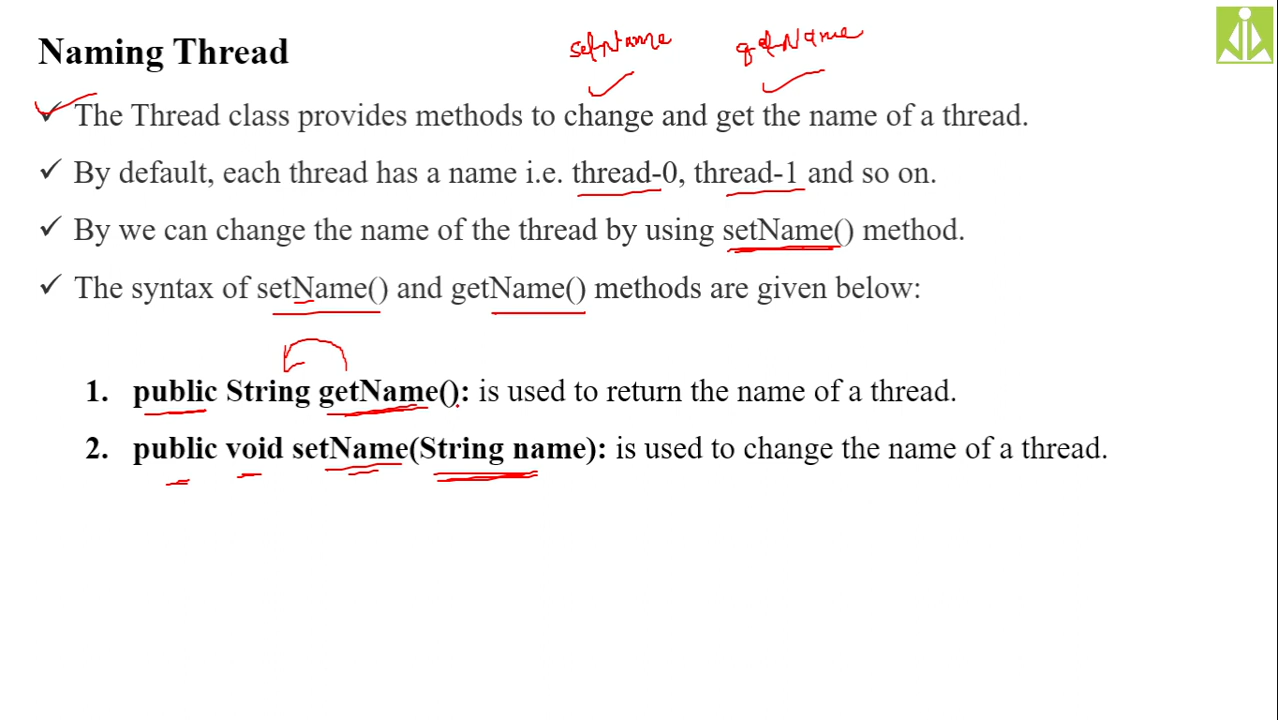 setName getName
Naming Thread
✓ The Thread class provides methods to change and get the name of a thread.
✓ By default, each thread has a name i.e. thread-0, thread-1 and so on.
✓ By we can change the name of the thread by using setName() method.
✓ The syntax of setName() and getName() methods are given below:
1. public String getName(): is used to return the name of a thread.
2. public void setName(String name): is used to change the name of a thread.